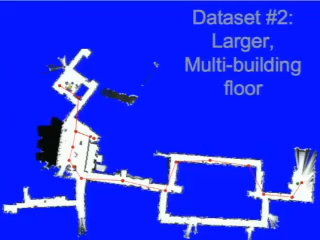 Dataset #2:
Larger,
Multi-building
floor